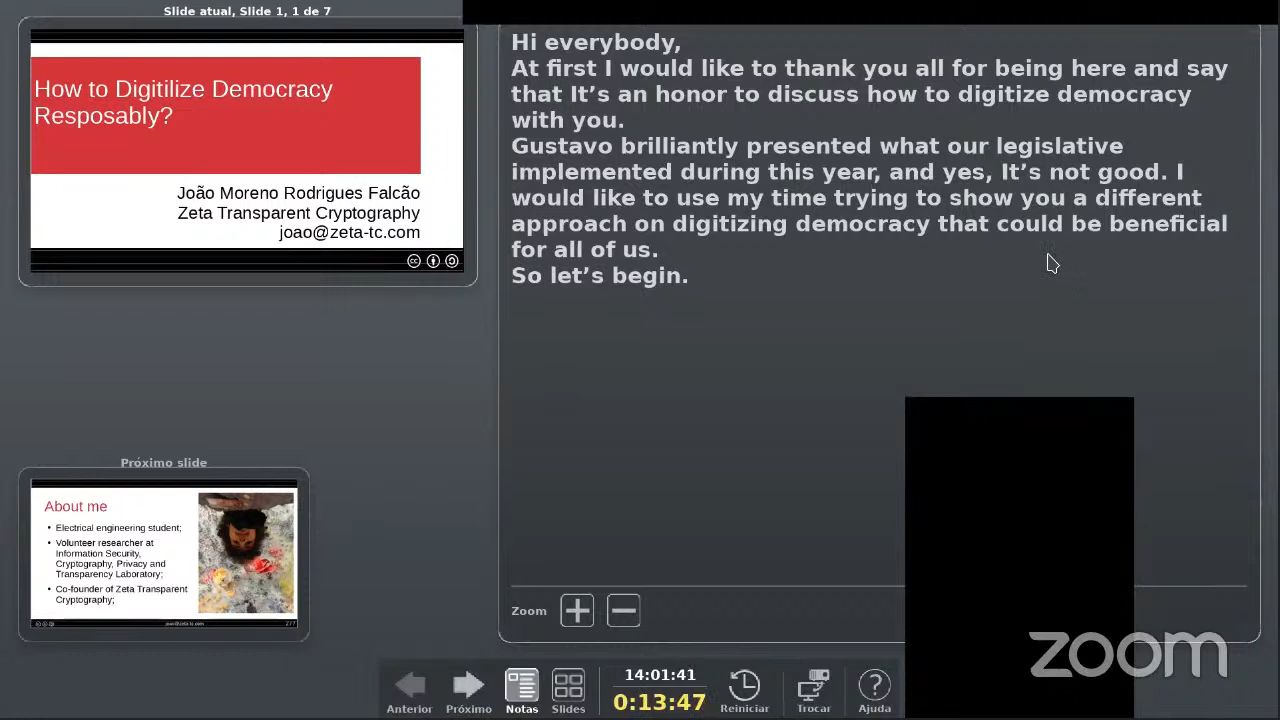 Slide atual, Slide 1, 1 de 7
How to Digitilize Democracy
Resposably?
João Moreno Rodrigues Falcão
Zeta Transparent Cryptography
joao@zeta-tc.com
Hi everybody,
At first I would like to thank you all for being here and say
that It’s an honor to discuss how to digitize democracy
with you.
Gustavo brilliantly presented what our legislative
implemented during this year, and yes, It’s not good. I
would like to use my time trying to show you a different
approach on digitizing democracy that could be beneficial
for all of us.
So let’s begin.
Próximo slide
About me
• Electrical engineering student;
• Volunteer researcher at
Information Security,
Cryptography, Privacy and
Transparency Laboratory;
• Co-founder of Zeta Transparent
Cryptography;
joao@zeta-tc.com
2 / 7
Zoom
Anterior
Próximo
Notas
Slides
14:01:41
0:13:47
Reiniciar
Trocar
Ajuda
zoom